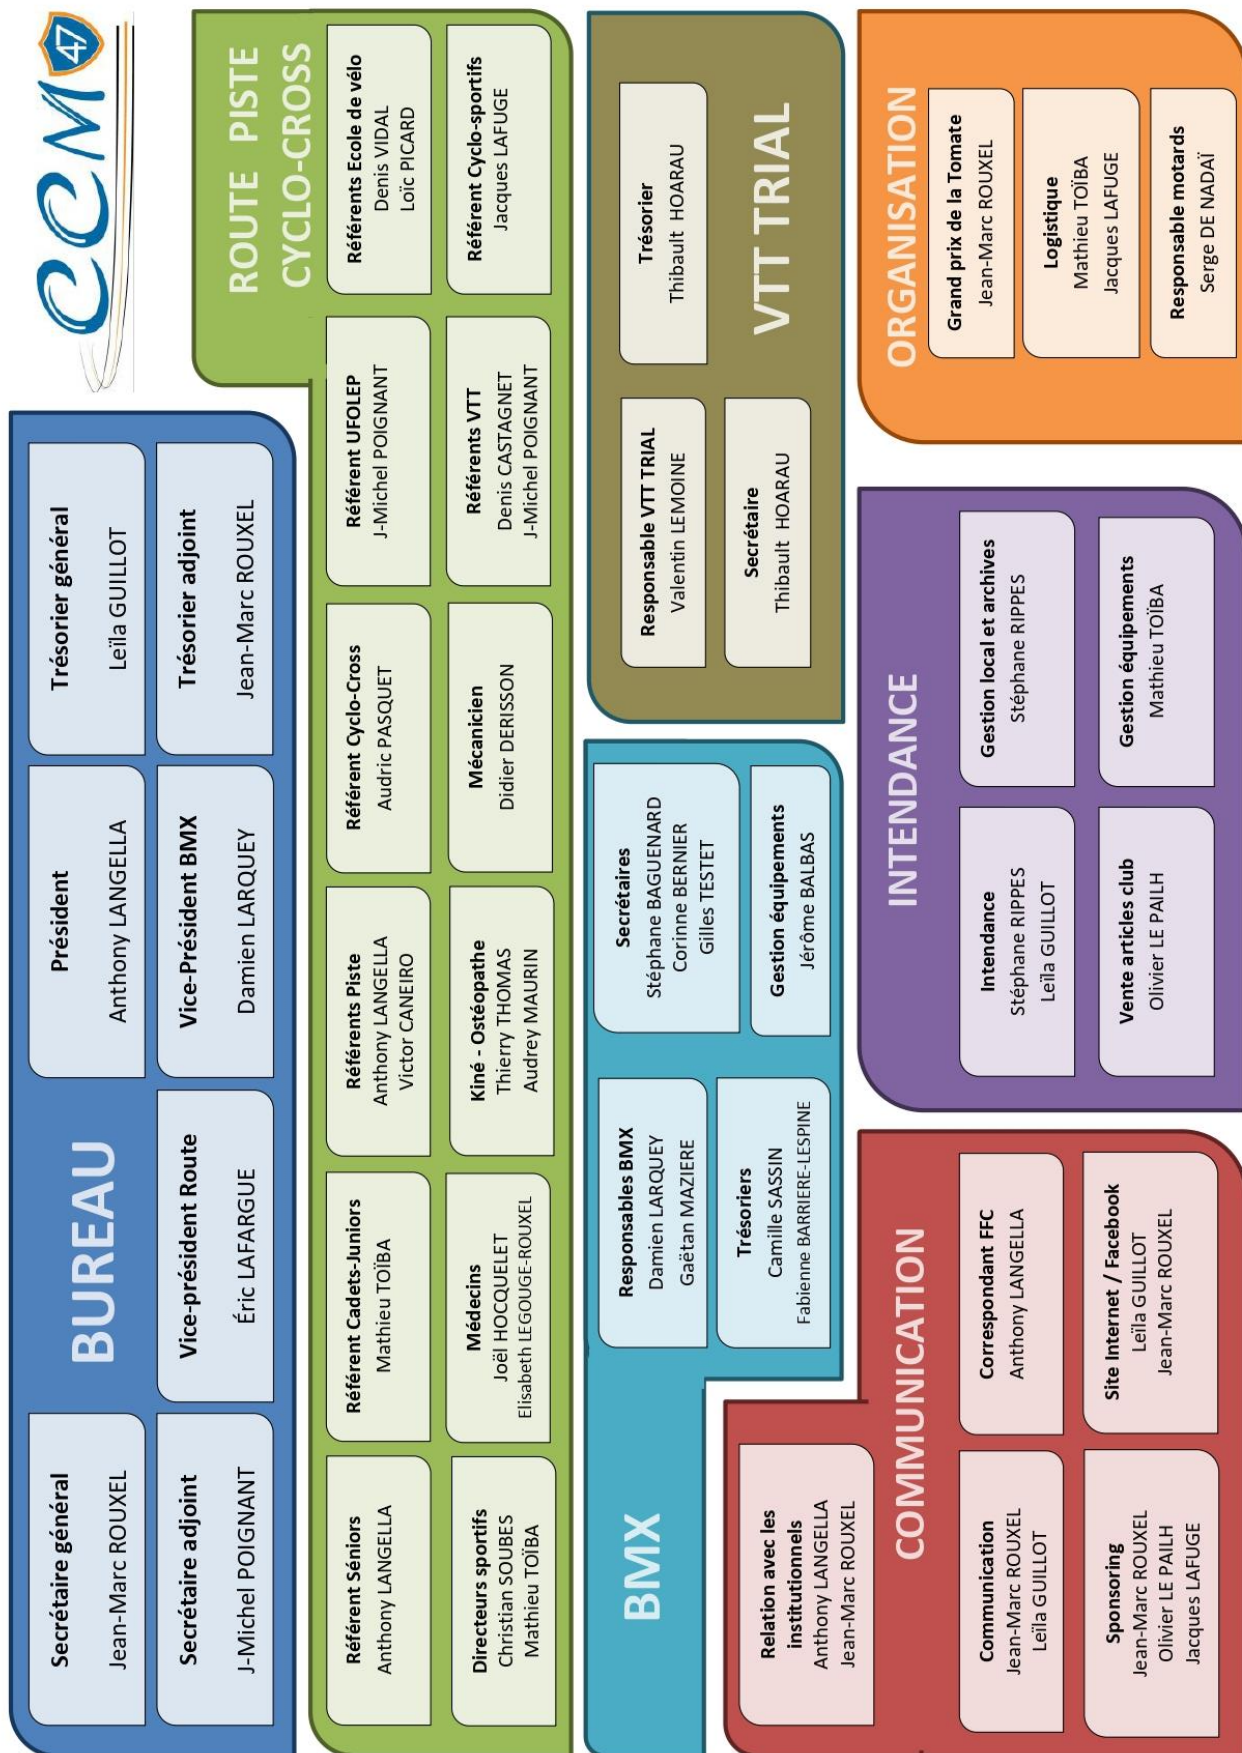 CCM 47
BUREAU
Secrétaire général
Jean-Marc ROUXEL
Président
Anthony LANGELLA
Trésorier général
Leïla GUILLOT
Secrétaire adjoint
J-Michel POIGNANT
Vice-président Route
Éric LAFARGUE
Vice-Président BMX
Damien LARQUEY
Trésorier adjoint
Jean-Marc ROUXEL
ROUTE PISTE
CYCLO-CROSS
Référent Séniors
Anthony LANGELLA
Référent Cadets-Juniors
Mathieu TOÏBA
Référents Piste
Anthony LANGELLA
Victor CANEIRO
Référent Cyclo-Cross
Audric PASQUET
Référent UFOLEP
J-Michel POIGNANT
Référents Ecole de vélo
Denis VIDAL
Loïc PICARD
Directeurs sportifs
Christian SOUBES
Mathieu TOÏBA
Médecins
Joël HOCQUELET
Elisabeth LEGOUGE-ROUXEL
Kiné - Ostéopathe
Thierry THOMAS
Audrey MAURIN
Mécanicien
Didier DERISSON
Référents VTT
Denis CASTAGNET
J-Michel POIGNANT
Référent Cyclo-sportifs
Jacques LAFUGE
BMX
Responsables BMX
Damien LARQUEY
Gaëtan MAZIERE
Secrétaires
Stéphane BAGUENARD
Corinne BERNIER
Gilles TESTET
Trésoriers
Camille SASSIN
Fabienne BARRIERE-LESPINE
Gestion équipements
Jérôme BALBAS
VTT TRIAL
Responsable VTT TRIAL
Valentin LEMOINE
Trésorier
Thibault HOARAU
Secrétaire
Thibault HOARAU
COMMUNICATION
Relation avec les
institutionnels
Anthony LANGELLA
Jean-Marc ROUXEL
Communication
Jean-Marc ROUXEL
Leïla GUILLOT
Correspondant FFC
Anthony LANGELLA
Sponsoring
Jean-Marc ROUXEL
Olivier LE PAILH
Jacques LAFUGE
Site Internet / Facebook
Leïla GUILLOT
Jean-Marc ROUXEL
INTENDANCE
Intendance
Stéphane RIPPES
Leïla GUILLOT
Gestion local et archives
Stéphane RIPPES
Vente articles club
Olivier LE PAILH
Gestion équipements
Mathieu TOÏBA
ORGANISATION
Grand prix de la Tomate
Jean-Marc ROUXEL
Logistique
Mathieu TOÏBA
Jacques LAFUGE
Responsable motards
Serge DE NADAÏ